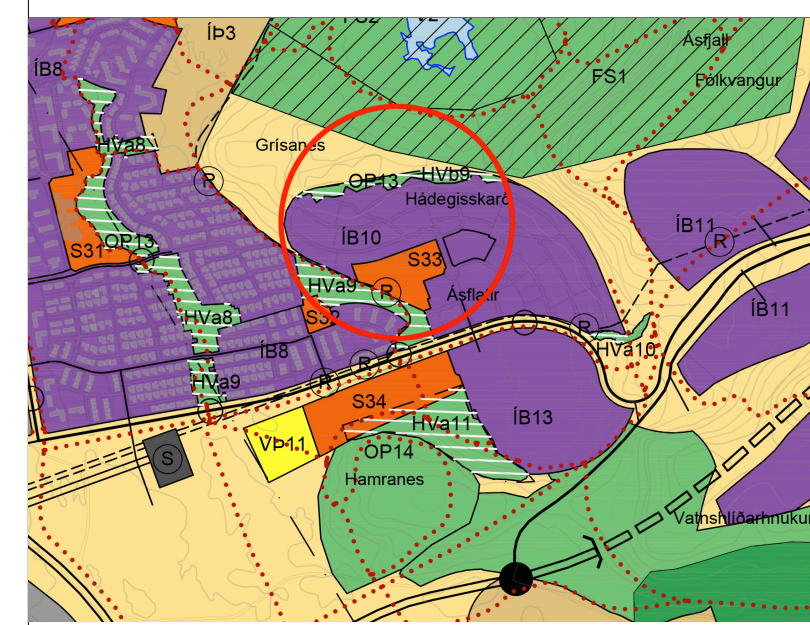 ÍÞ3
Ásfjall
ÍB8
FS1
Fólkvangur
HVa8
Grísanes
R
OP13
HVb9
Hádegisskarð
ÍB11
R
ÍB10
OP13
S31
S33
HVa9
R
Ásflatir
ÍB11
HVa8
S32
R
ÍB8
R
HVa10
R
HVa9
S34
ÍB13
HVa11
VÞ11
OP14
S
Hamranes
Vatnshlíðarhnúkur